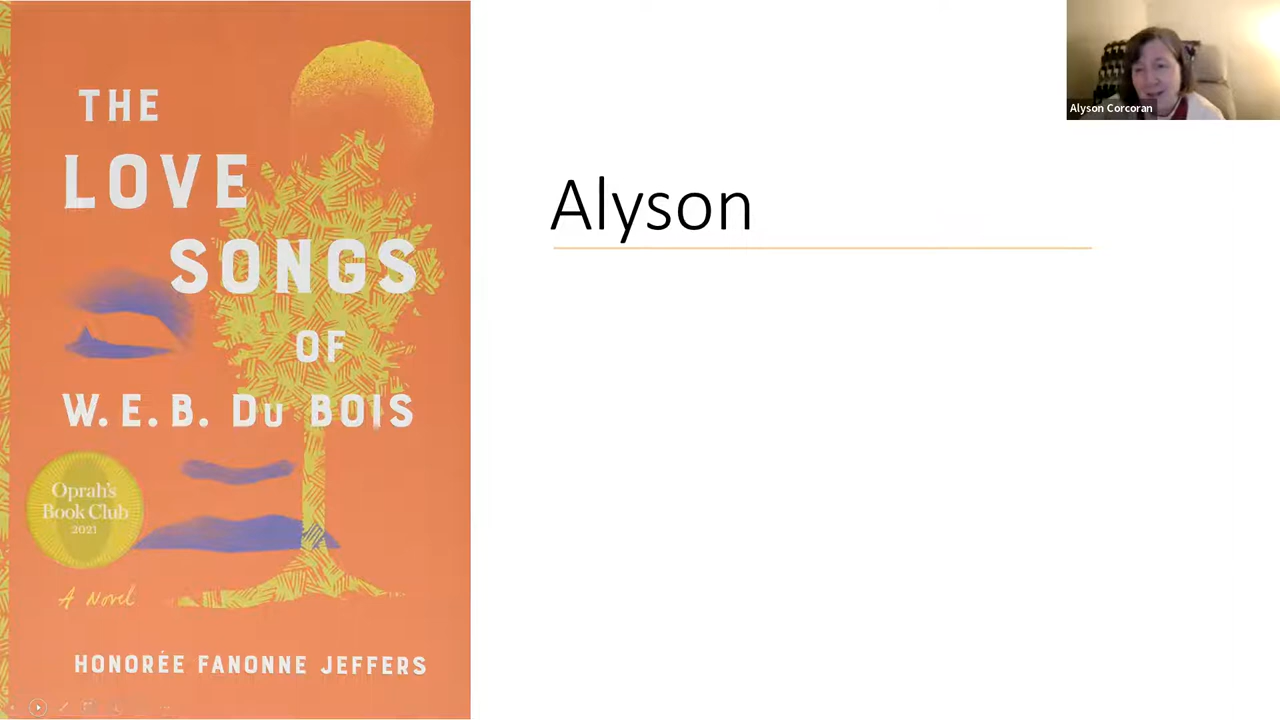 THE
LOVE
SONGS
OF
W. E. B. Du BOIS
Oprah's
Book Club
2021
A Novel
HONORÉE FANONNE JEFFERS
Alyson
Alyson Corcoran